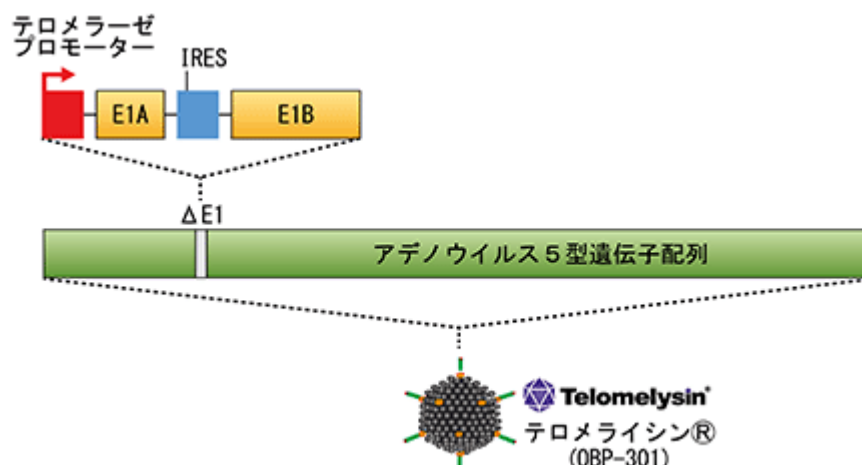 テロメラーゼ
プロモーター
IRES
E1A
E1B
ΔE1
アデノウイルス5型遺伝子配列
Telomelysin®
テロメライシン®
(OBP-301)